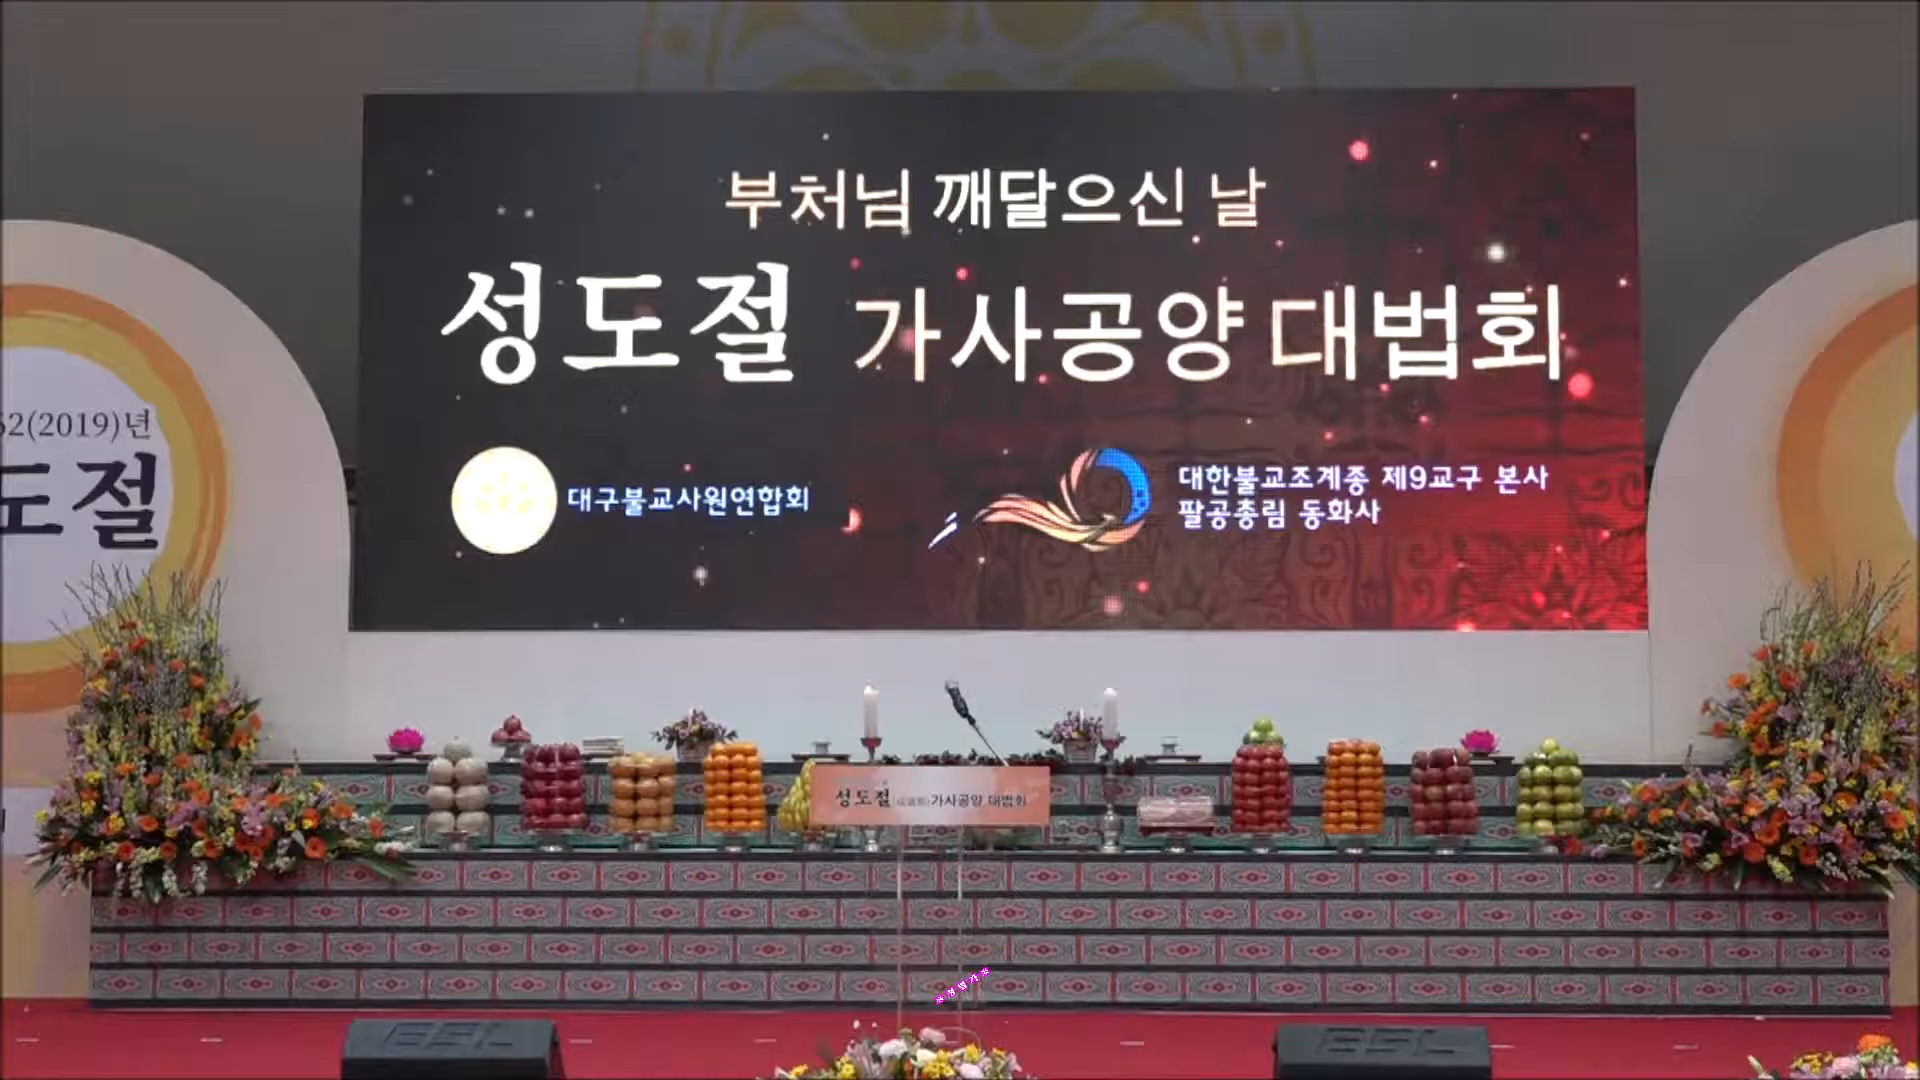 부처님 깨달으신 날
성도절 가사공양 대법회
대구불교사원연합회
대한불교조계종 제9교구 본사
팔공총림 동화사
52(2019)년
도절
성도절 가사공양 대법회